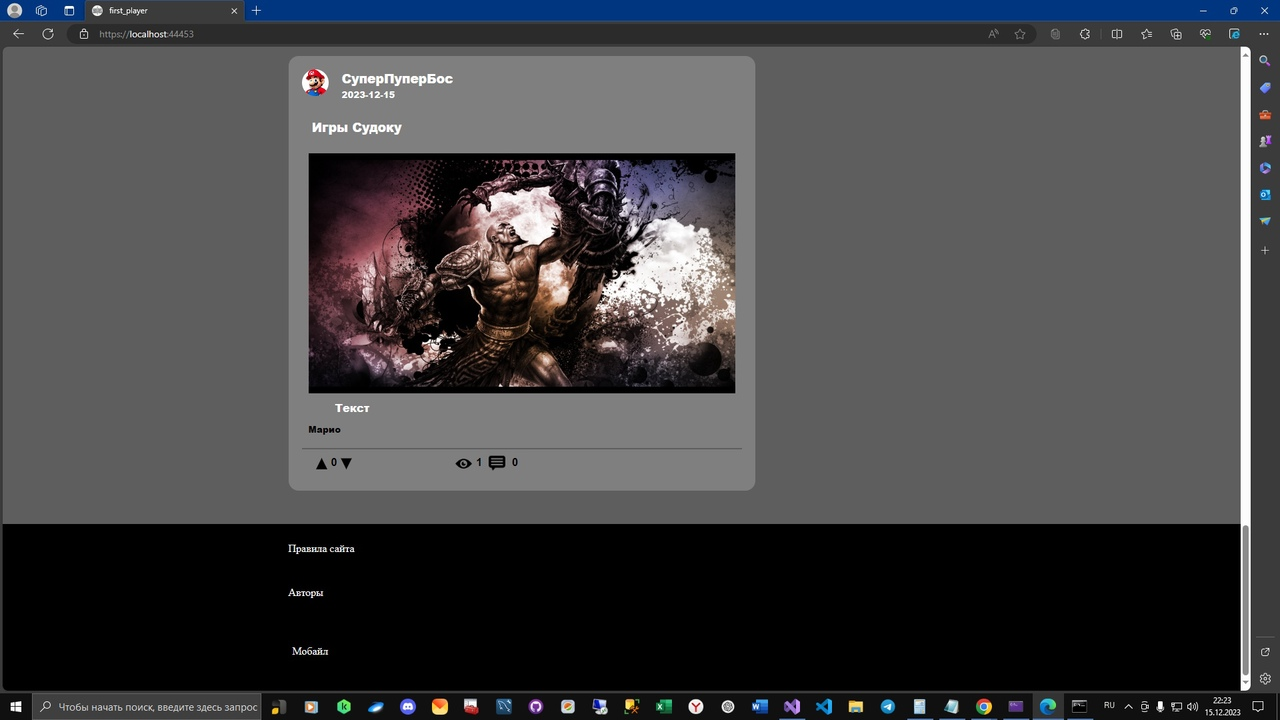 first_player
https://localhost:44453
СуперПуперБос
2023-12-15
Игры Судоку
Текст
Марио
0
1
0
Правила сайта
Авторы
Мобайл
Чтобы начать поиск, введите здесь запрос
RU
22:23
15.12.2023